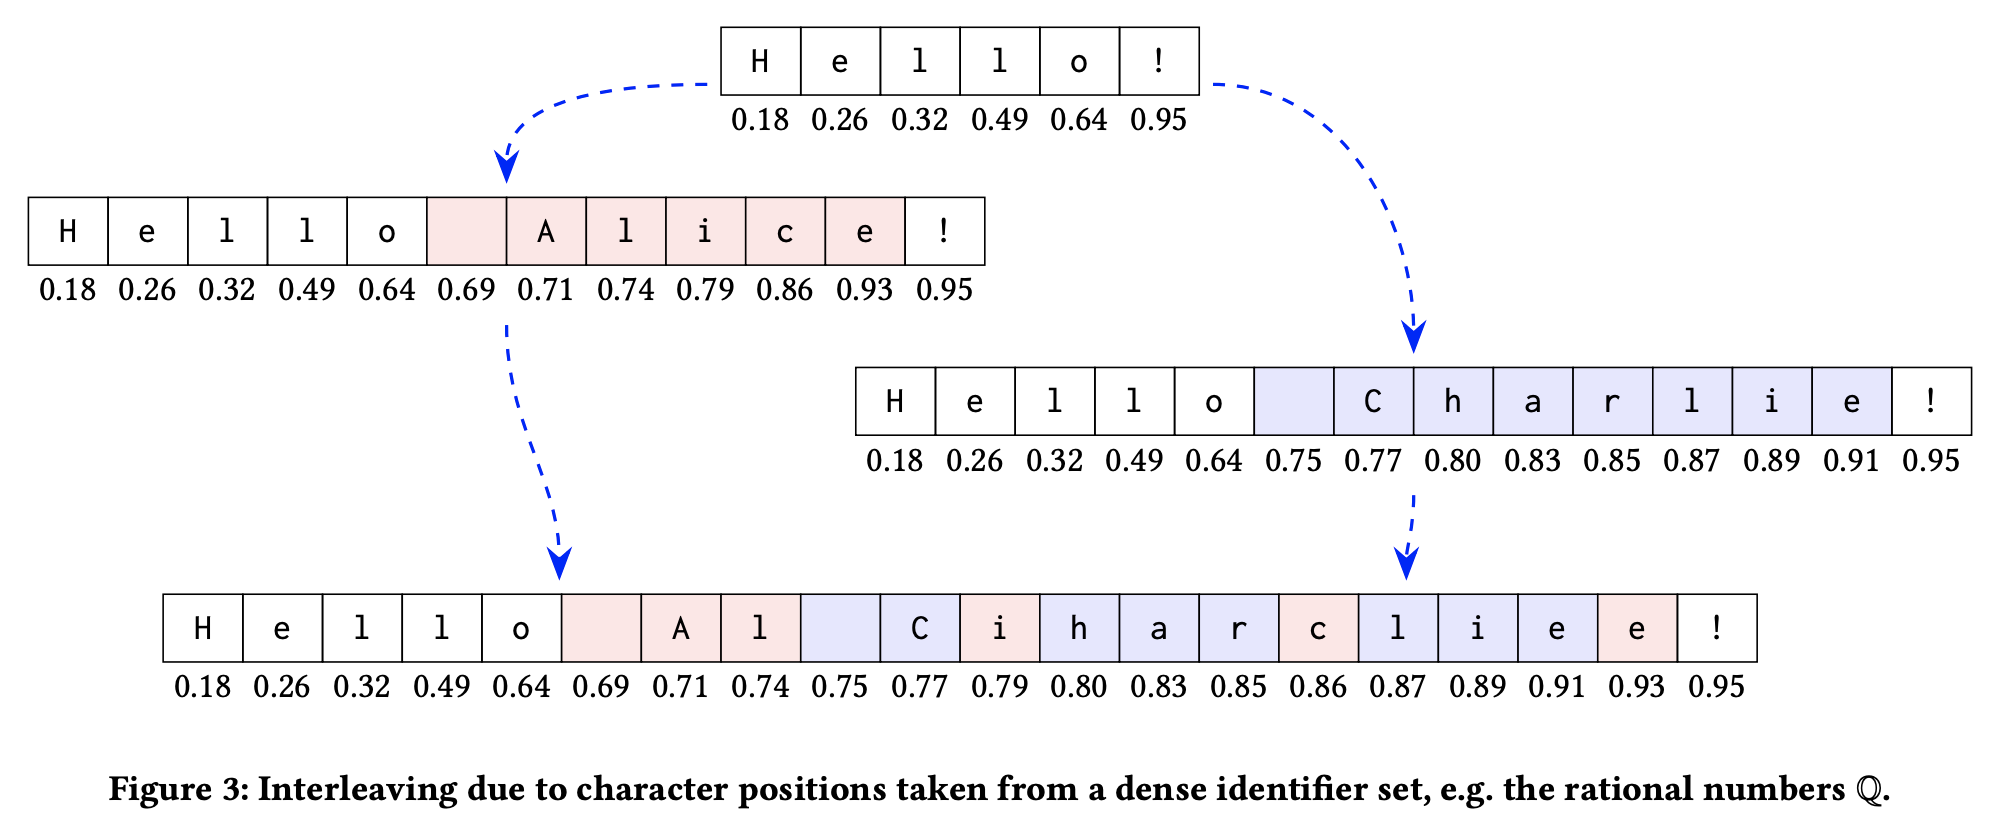 H e l l o !
0.18 0.26 0.32 0.49 0.64 0.95
H e l l o A l i c e !
0.18 0.26 0.32 0.49 0.64 0.69 0.71 0.74 0.79 0.86 0.93 0.95
H e l l o C h a r l i e !
0.18 0.26 0.32 0.49 0.64 0.75 0.77 0.80 0.83 0.85 0.87 0.89 0.91 0.95
H e l l o A l C i h a r c l i e e !
0.18 0.26 0.32 0.49 0.64 0.69 0.71 0.74 0.75 0.77 0.79 0.80 0.83 0.85 0.86 0.87 0.89 0.91 0.93 0.95
Figure 3: Interleaving due to character positions taken from a dense identifier set, e.g. the rational numbers ℚ.